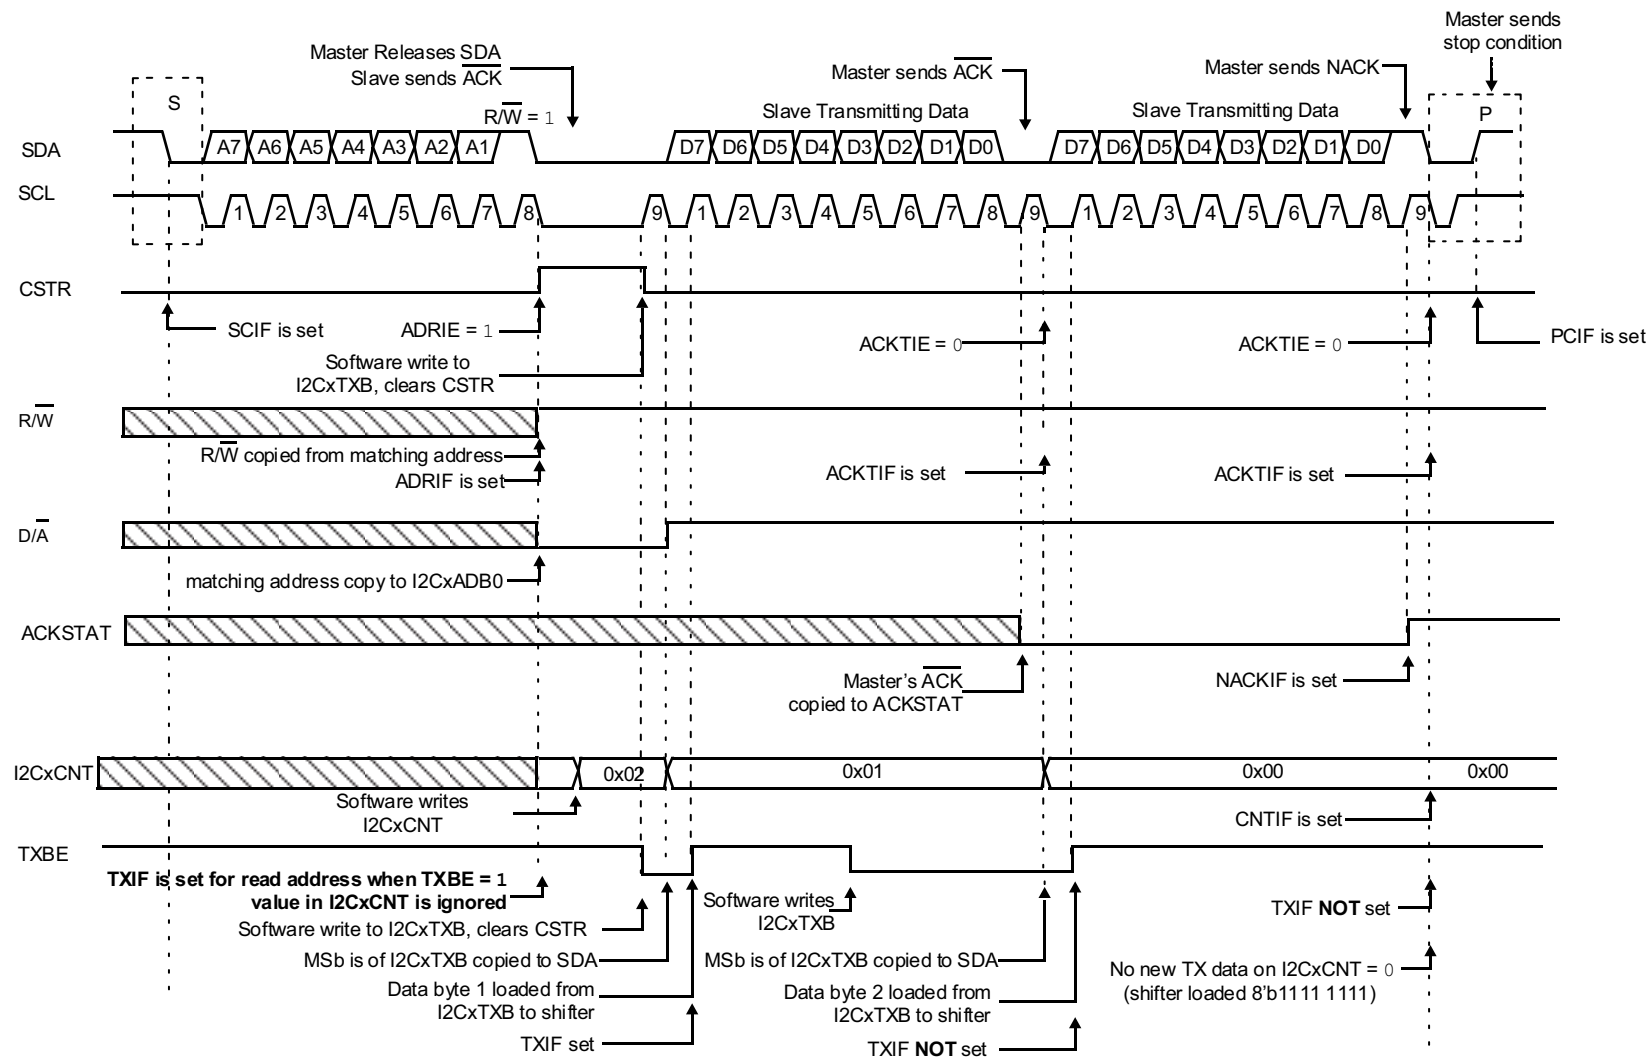 Master sends
stop condition
Master Releases SDA
Slave sends ACK
Master sends ACK
Master sends NACK
S
R/W = 1
Slave Transmitting Data
Slave Transmitting Data
P
SDA
A7 A6 A5 A4 A3 A2 A1
D7 D6 D5 D4 D3 D2 D1 D0
D7 D6 D5 D4 D3 D2 D1 D0
SCL
1 2 3 4 5 6 7 8 9 1 2 3 4 5 6 7 8 9 1 2 3 4 5 6 7 8 9
CSTR
SCIF is set
ADRIE = 1
ACKTIE = 0
ACKTIE = 0
PCIF is set
Software write to
I2CxTXB, clears CSTR
R/W
R/W copied from matching address
ADRIF is set
ACKTIF is set
ACKTIF is set
D/A
matching address copy to I2CxADB0
ACKSTAT
Master's ACK
copied to ACKSTAT
NACKIF is set
I2CxCNT
0x02
0x01
0x00
0x00
Software writes
I2CxCNT
CNTIF is set
TXBE
TXIF is set for read address when TXBE = 1
value in I2CxCNT is ignored
Software writes
I2CxTXB
TXIF NOT set
Software write to I2CxTXB, clears CSTR
MSb is of I2CxTXB copied to SDA
MSb is of I2CxTXB copied to SDA
No new TX data on I2CxCNT = 0
(shifter loaded 8'b1111 1111)
Data byte 1 loaded from
I2CxTXB to shifter
Data byte 2 loaded from
I2CxTXB to shifter
TXIF set
TXIF NOT set